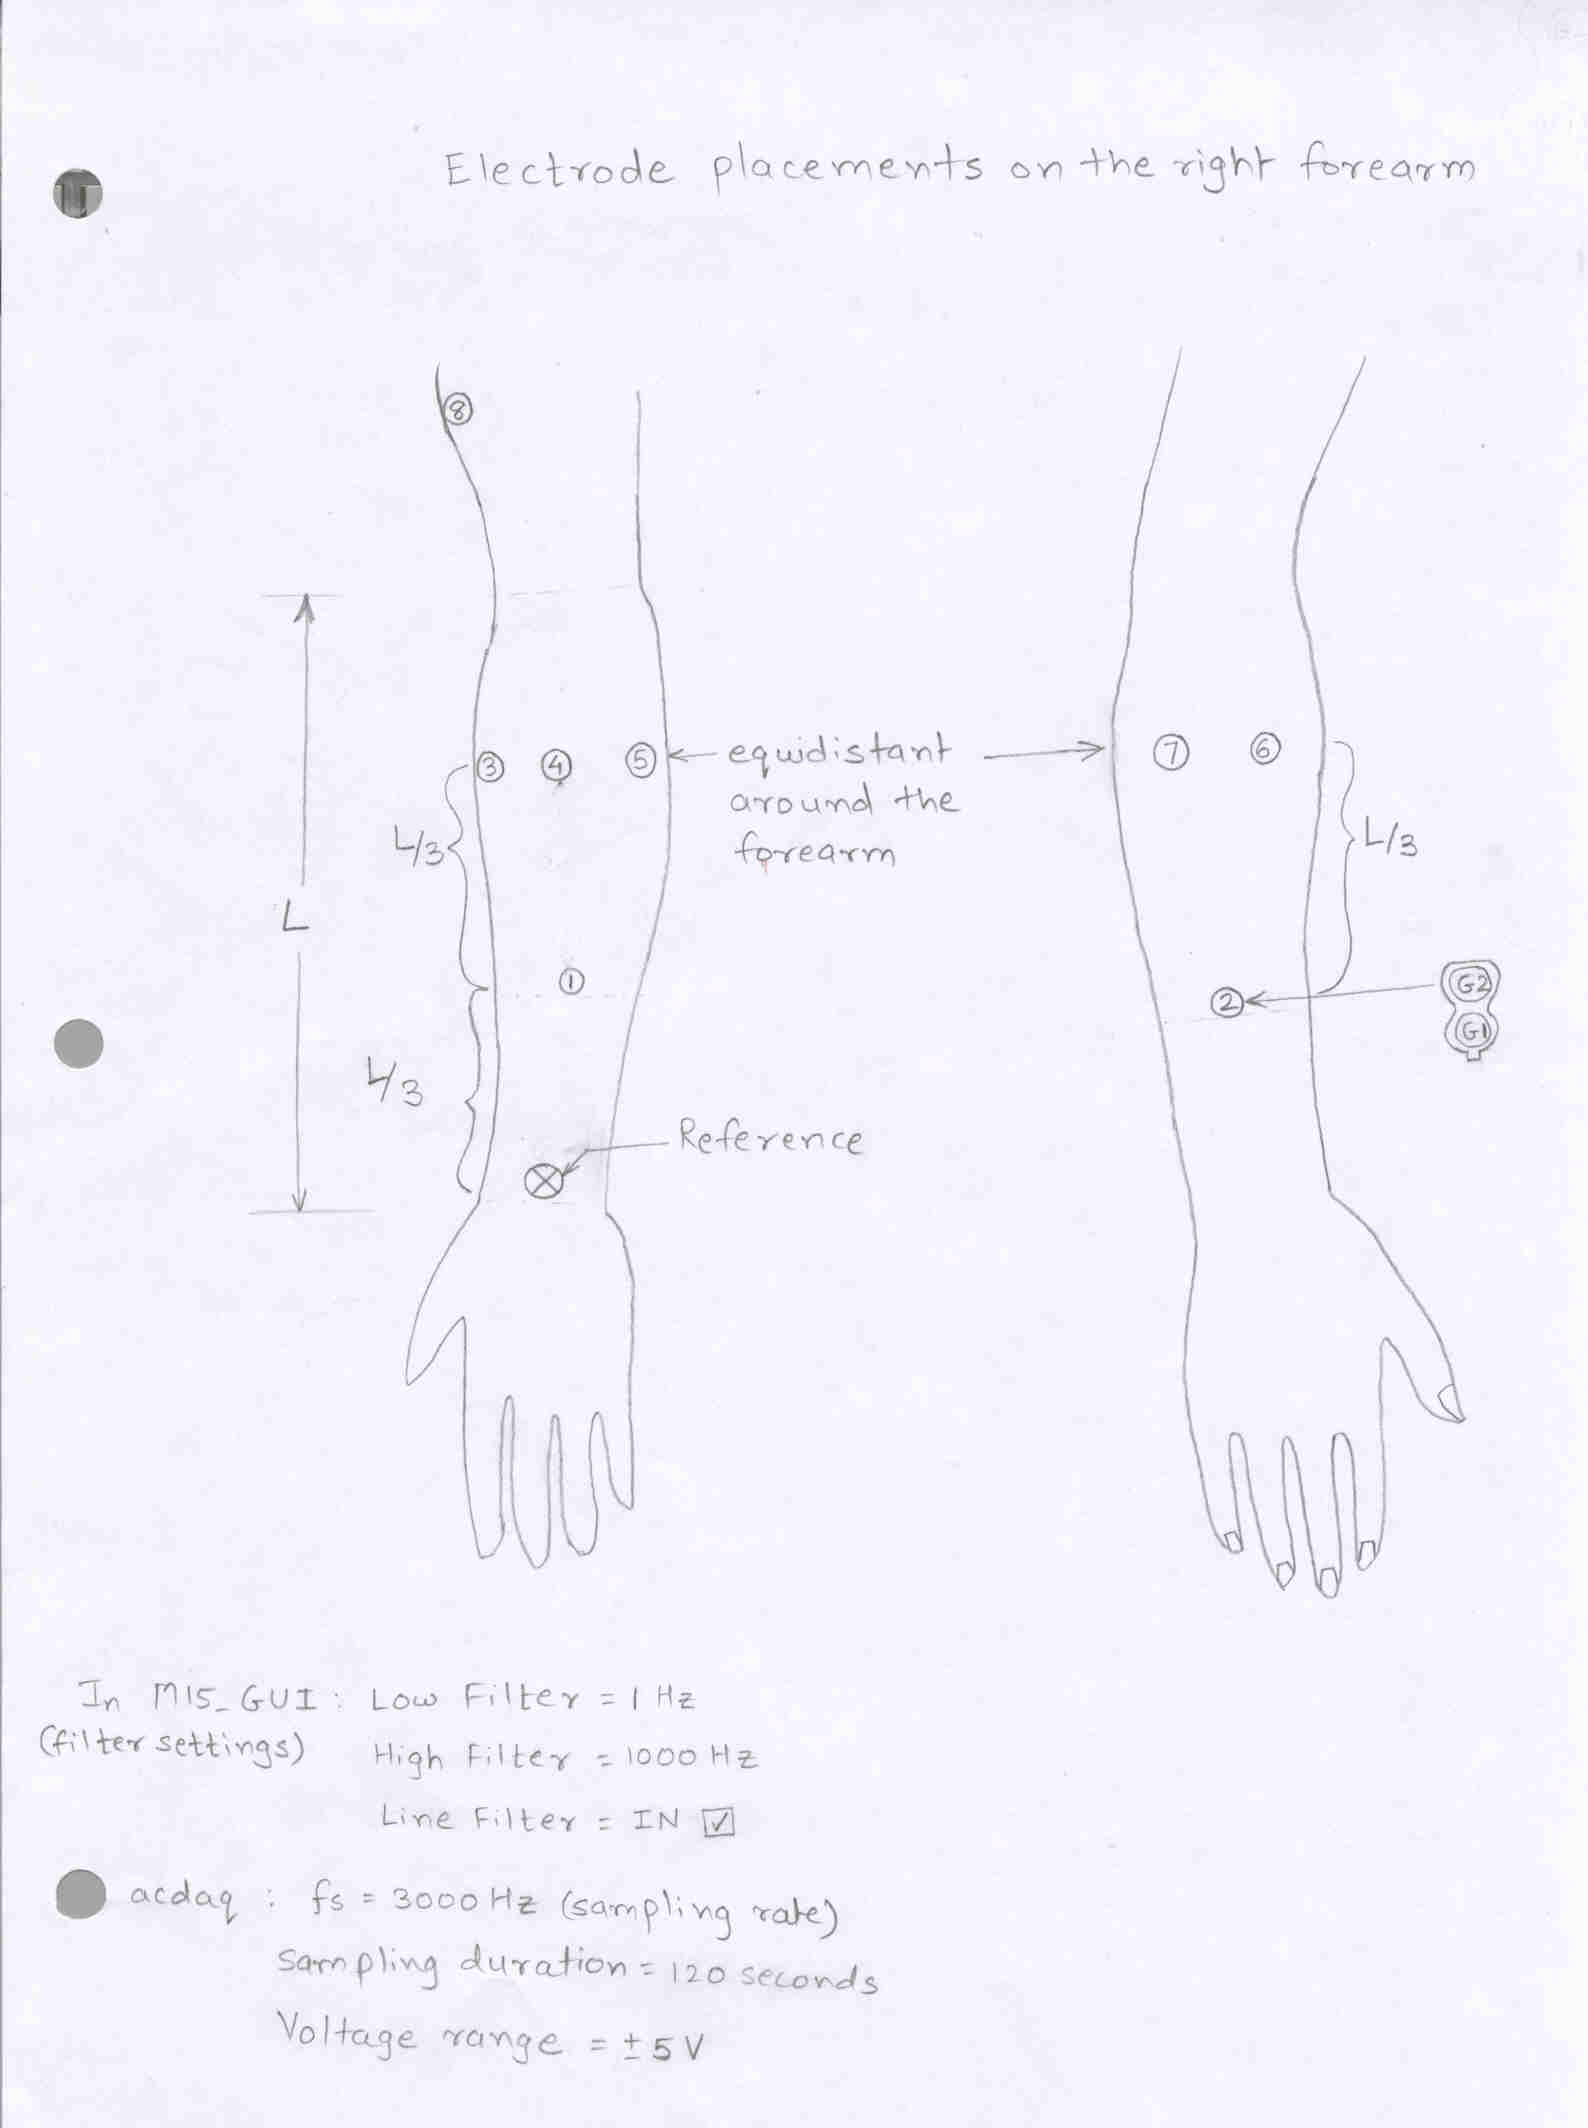 Electrode placements on the right forearm
8
3
4
5
equidistant
around the
forearm
7
6
L/3
L/3
L
1
2
G2
G1
L/3
Reference
In M15_GUI : Low Filter = 1 Hz
(filter settings) High Filter = 1000 Hz
Line Filter = IN ☑
acdaq : fs = 3000 Hz (sampling rate)
sampling duration = 120 seconds
Voltage range = ± 5 V